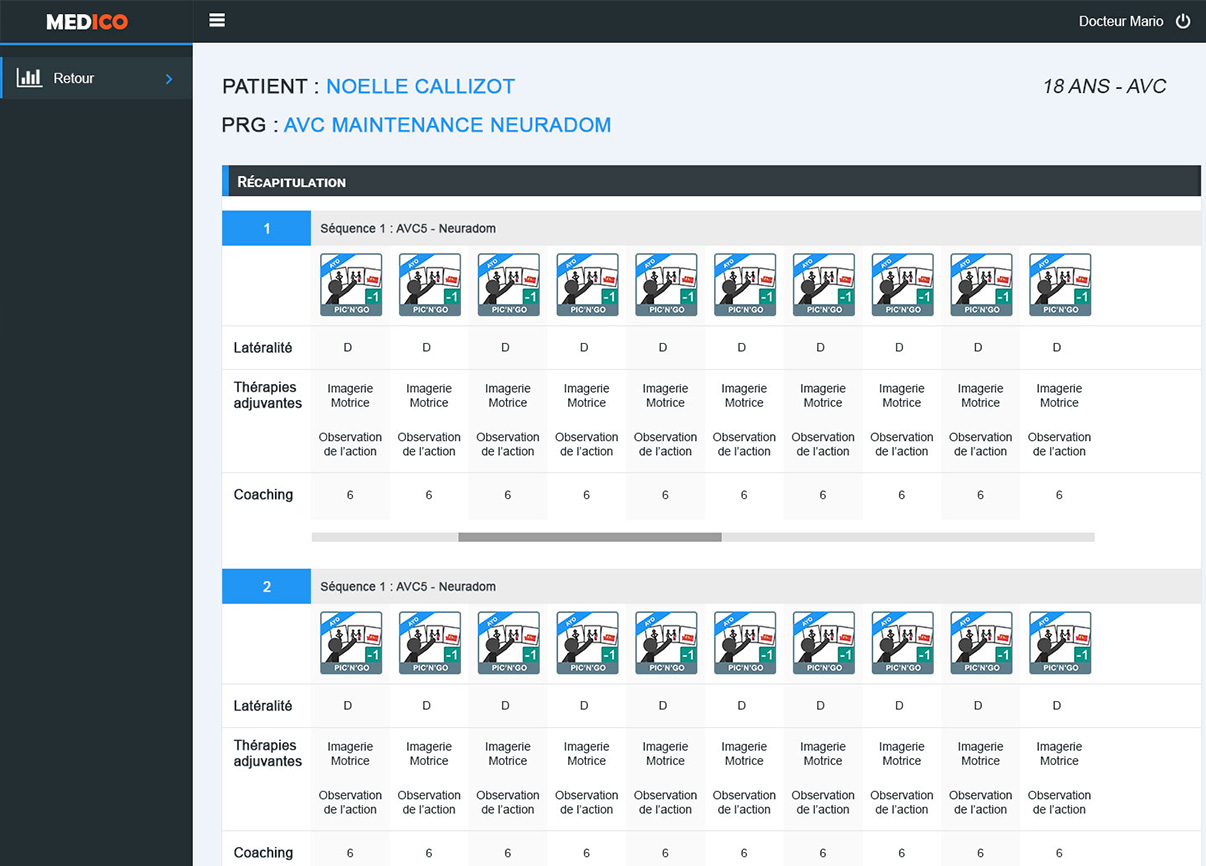 MEDICO
Docteur Mario
Retour
PATIENT : NOELLE CALLIZOT
18 ANS - AVC
PRG : AVC MAINTENANCE NEURADOM
RÉCAPITULATION
1 Séquence 1 : AVC5 - Neuradom
AYO AYO AYO AYO AYO AYO AYO AYO AYO AYO
-1 -1 -1 -1 -1 -1 -1 -1 -1 -1
PIC'N'GO PIC'N'GO PIC'N'GO PIC'N'GO PIC'N'GO PIC'N'GO PIC'N'GO PIC'N'GO PIC'N'GO PIC'N'GO
Latéralité D D D D D D D D D D
Thérapies Imagerie Imagerie Imagerie Imagerie Imagerie Imagerie Imagerie Imagerie Imagerie Imagerie
adjuvantes Motrice Motrice Motrice Motrice Motrice Motrice Motrice Motrice Motrice Motrice
Observation Observation Observation Observation Observation Observation Observation Observation Observation Observation
de l'action de l'action de l'action de l'action de l'action de l'action de l'action de l'action de l'action de l'action
Coaching 6 6 6 6 6 6 6 6 6 6
2 Séquence 1 : AVC5 - Neuradom
AYO AYO AYO AYO AYO AYO AYO AYO AYO AYO
-1 -1 -1 -1 -1 -1 -1 -1 -1 -1
PIC'N'GO PIC'N'GO PIC'N'GO PIC'N'GO PIC'N'GO PIC'N'GO PIC'N'GO PIC'N'GO PIC'N'GO PIC'N'GO
Latéralité D D D D D D D D D D
Thérapies Imagerie Imagerie Imagerie Imagerie Imagerie Imagerie Imagerie Imagerie Imagerie Imagerie
adjuvantes Motrice Motrice Motrice Motrice Motrice Motrice Motrice Motrice Motrice Motrice
Observation Observation Observation Observation Observation Observation Observation Observation Observation Observation
de l'action de l'action de l'action de l'action de l'action de l'action de l'action de l'action de l'action de l'action
Coaching 6 6 6 6 6 6 6 6 6 6